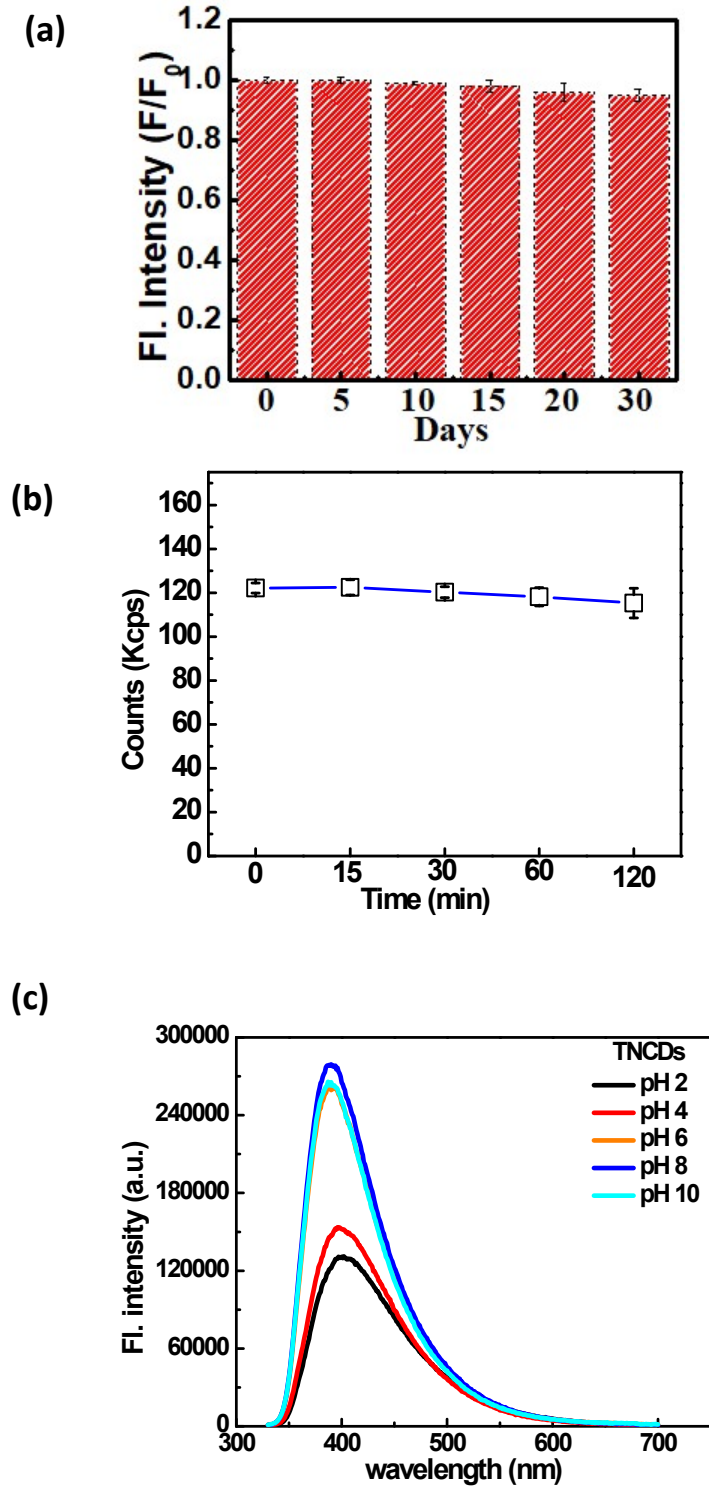 (a)
Fl. Intensity (F/F0)
1.2
1.0
0.8
0.6
0.4
0.2
0.0
0 5 10 15 20 30
Days
(b)
Counts (Kcps)
160
140
120
100
80
60
40
20
0
0 15 30 60 120
Time (min)
(c)
Fl. intensity (a.u.)
300000
240000
180000
120000
60000
0
TNCDs
pH 2
pH 4
pH 6
pH 8
pH 10
300 400 500 600 700
wavelength (nm)